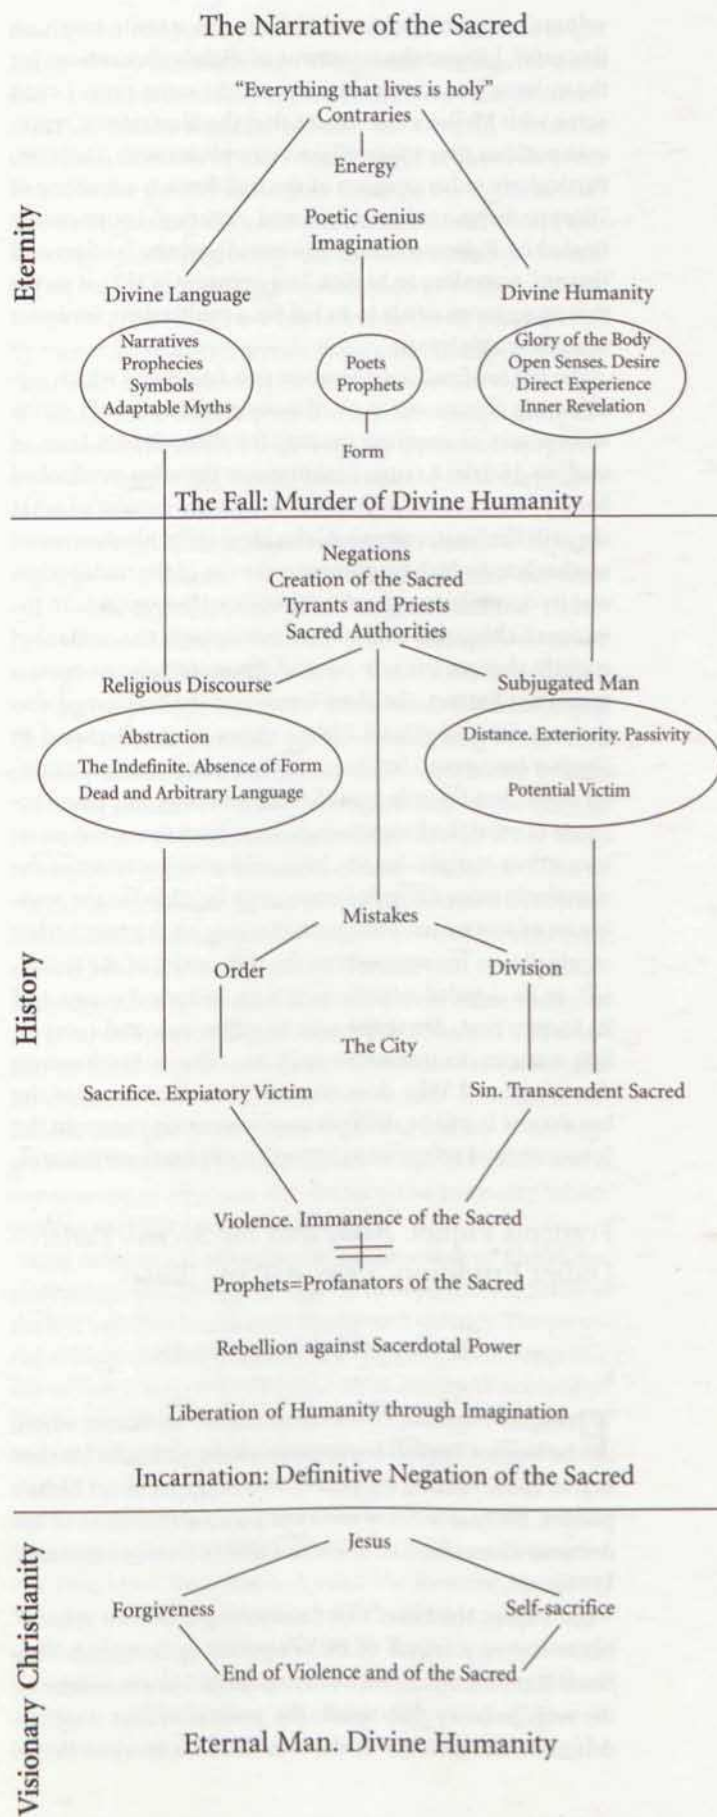 The Narrative of the Sacred
Eternity
“Everything that lives is holy”
Contraries
Energy
Poetic Genius
Imagination
Divine Language
Divine Humanity
Narratives
Prophecies
Symbols
Adaptable Myths
Poets
Prophets
Glory of the Body
Open Senses. Desire
Direct Experience
Inner Revelation
Form
The Fall: Murder of Divine Humanity
History
Negations
Creation of the Sacred
Tyrants and Priests
Sacred Authorities
Religious Discourse
Subjugated Man
Abstraction
The Indefinite. Absence of Form
Dead and Arbitrary Language
Distance. Exteriority. Passivity
Potential Victim
Mistakes
Order
Division
The City
Sacrifice. Expiatory Victim
Sin. Transcendent Sacred
Violence. Immanence of the Sacred
Prophets=Profanators of the Sacred
Rebellion against Sacerdotal Power
Liberation of Humanity through Imagination
Incarnation: Definitive Negation of the Sacred
Visionary Christianity
Jesus
Forgiveness
Self-sacrifice
End of Violence and of the Sacred
Eternal Man. Divine Humanity